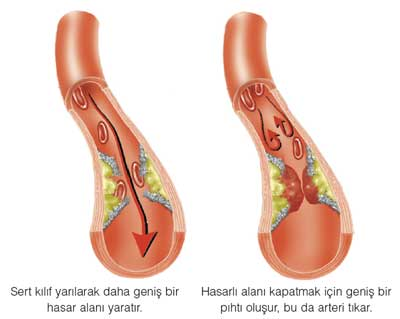 Sert kılıf yarılarak daha geniş bir
hasar alanı yaratır.
Hasarlı alanı kapatmak için geniş bir
pıhtı oluşur, bu da arteri tıkar.